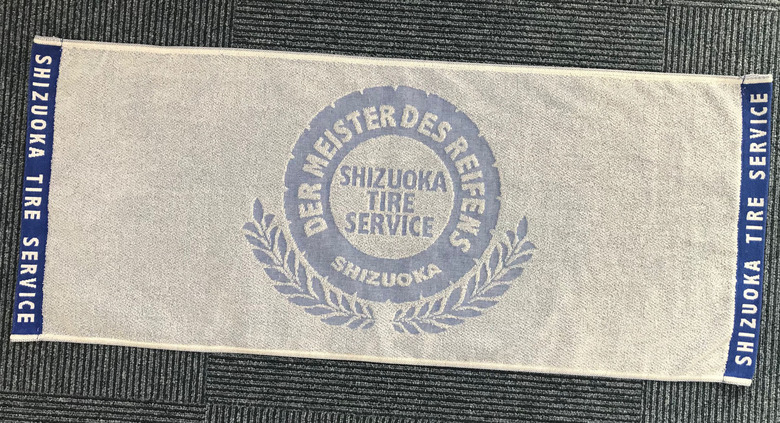 SHIZUOKA TIRE SERVICE
DER MEISTER DES REIFENS
SHIZUOKA
TIRE
SERVICE
SHIZUOKA
SHIZUOKA TIRE SERVICE